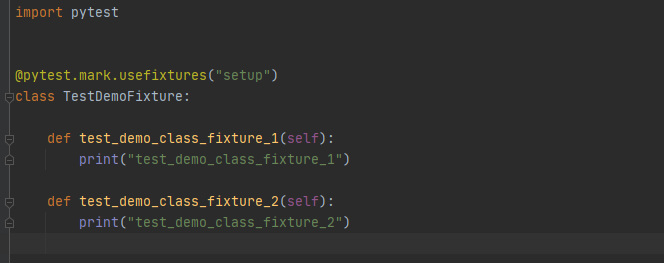 import pytest
@pytest.mark.usefixtures("setup")
class TestDemoFixture:
def test_demo_class_fixture_1(self):
print("test_demo_class_fixture_1")
def test_demo_class_fixture_2(self):
print("test_demo_class_fixture_2")